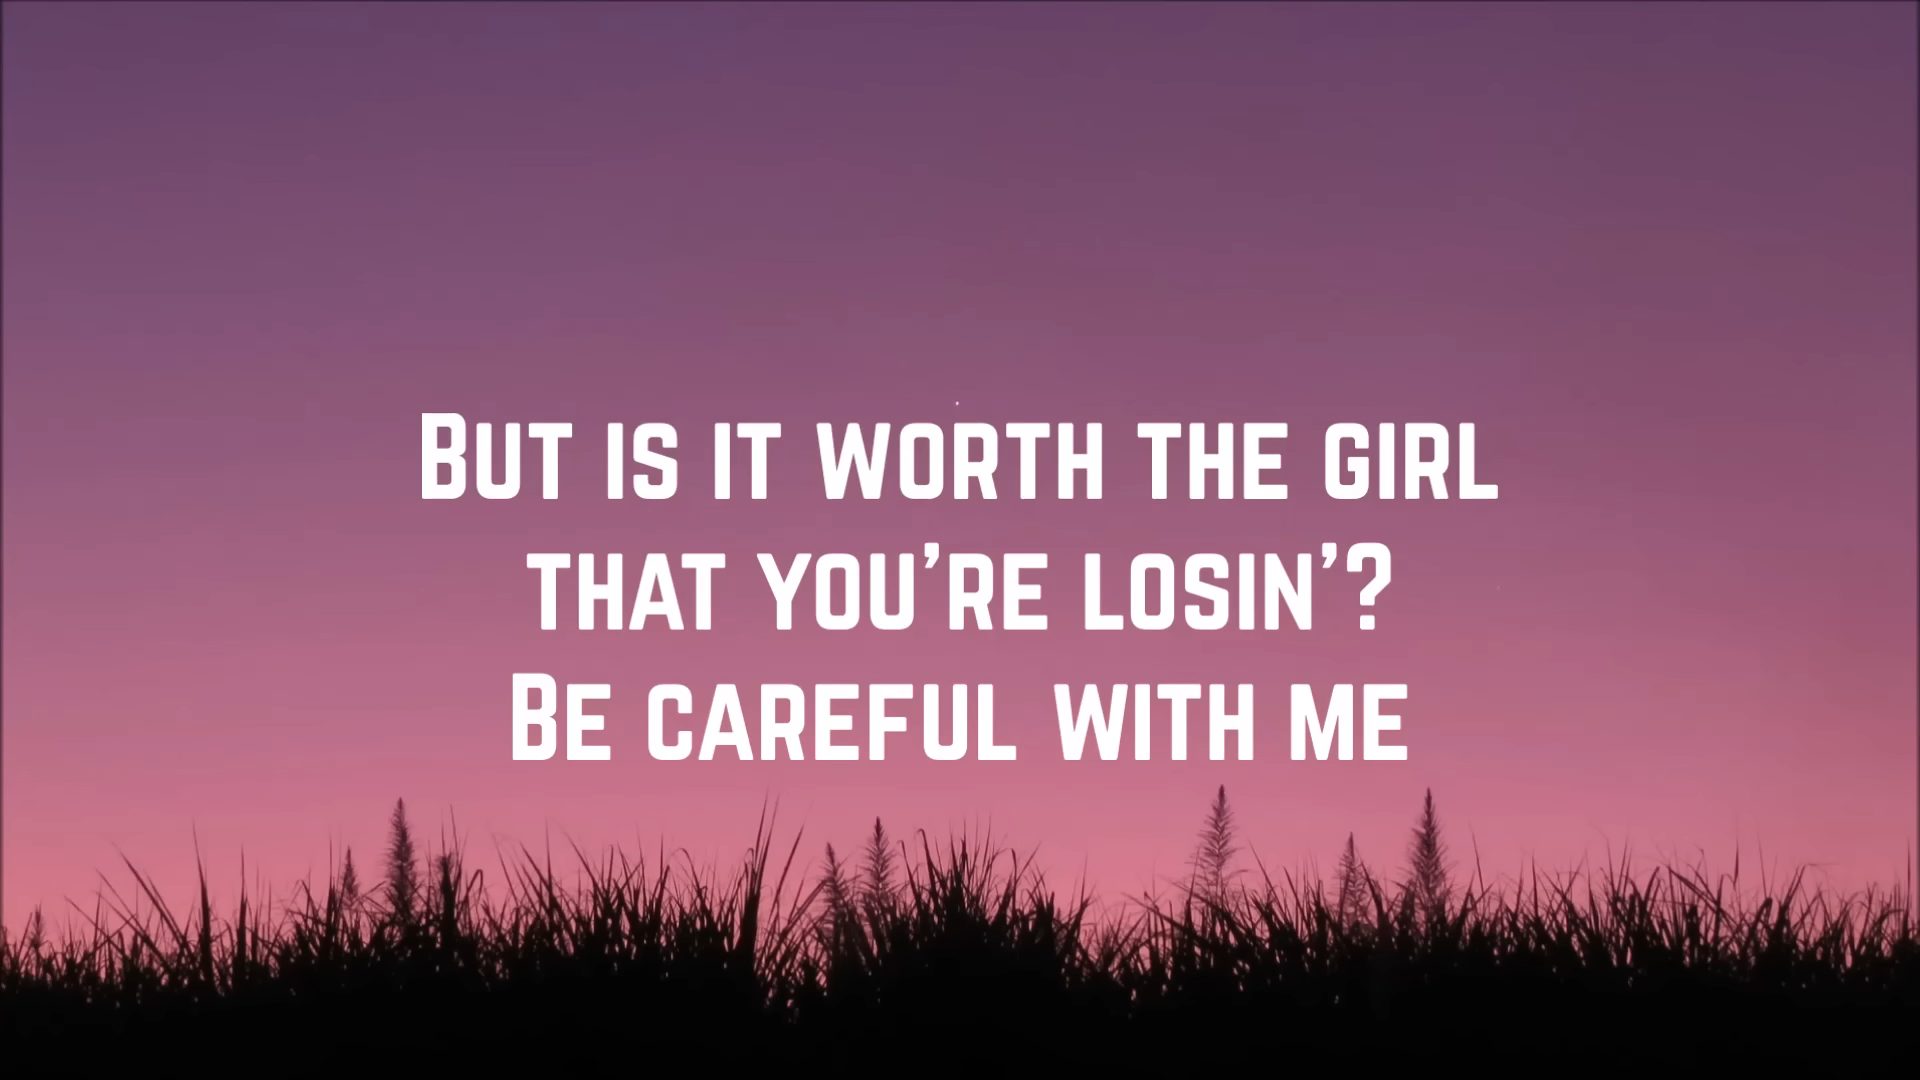 But is it worth the girl
that you’re losin’?
Be careful with me